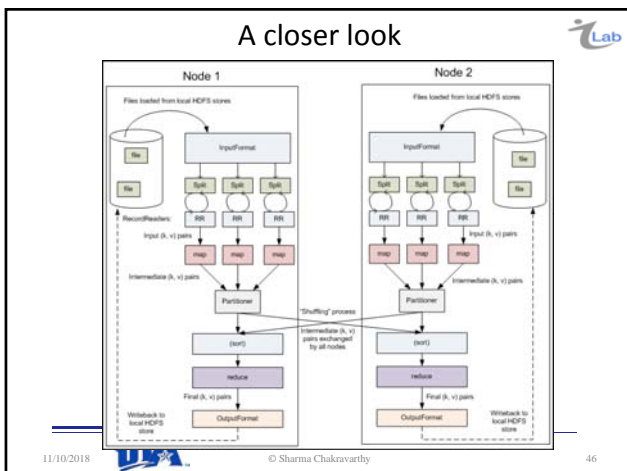 A closer look
Lab
Node 1
Node 2
Files loaded from local HDFS stores
Files loaded from local HDFS stores
InputFormat
InputFormat
file
file
file
file
Split
Split
Split
Split
Split
Split
RecordReaders:
RR
RR
RR
RR
RR
RR
Input (k, v) pairs
Input (k, v) pairs
map
map
map
map
map
map
Intermediate (k, v) pairs
Intermediate (k, v) pairs
Partitioner
Partitioner
"Shuffling" process
Intermediate (k, v)
pairs exchanged
by all nodes
(sort)
(sort)
reduce
reduce
Final (k, v) pairs
Final (k, v) pairs
Writeback to
local HDFS
store
Writeback to
local HDFS
store
OutputFormat
OutputFormat
11/10/2018
© Sharma Chakravarthy
46